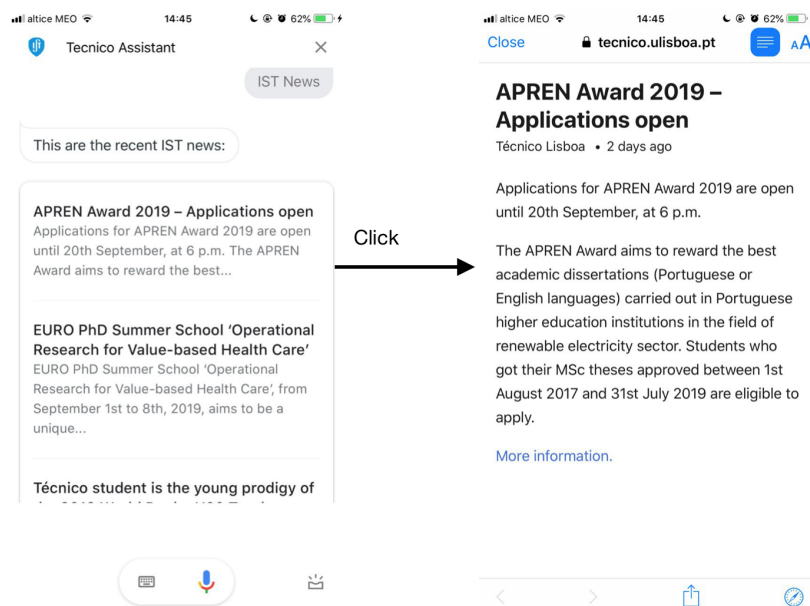 altice MEO 14:45 62%
Tecnico Assistant
IST News
This are the recent IST news:
APREN Award 2019 – Applications open
Applications for APREN Award 2019 are open
until 20th September, at 6 p.m. The APREN
Award aims to reward the best...
EURO PhD Summer School ‘Operational
Research for Value-based Health Care’
EURO PhD Summer School ‘Operational
Research for Value-based Health Care’, from
September 1st to 8th, 2019, aims to be a
unique...
Técnico student is the young prodigy of
Click
altice MEO 14:45 62%
Close tecnico.ulisboa.pt AA
APREN Award 2019 –
Applications open
Técnico Lisboa • 2 days ago
Applications for APREN Award 2019 are open
until 20th September, at 6 p.m.
The APREN Award aims to reward the best
academic dissertations (Portuguese or
English languages) carried out in Portuguese
higher education institutions in the field of
renewable electricity sector. Students who
got their MSc theses approved between 1st
August 2017 and 31st July 2019 are eligible to
apply.
More information.